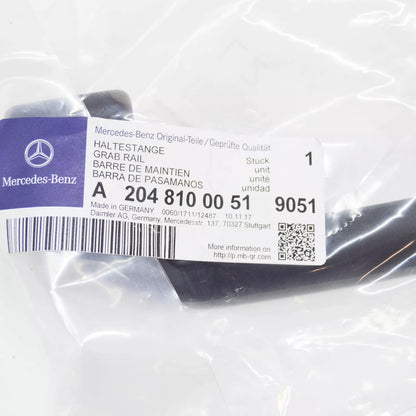 Mercedes-Benz
Mercedes-Benz Original-Teile/Geprüfte Qualität
HALTESTANGE
GRAB RAIL
BARRE DE MAINTIEN
BARRA DE PASAMANOS
Stück
unit
unité
unidad
1
A 204 810 00 51 9051
Made in GERMANY 0060/1711/12487 10.11.17
Daimler AG, Germany, Mercedesstr. 137, 70327 Stuttgart
More information on
http://p.mb-qr.com